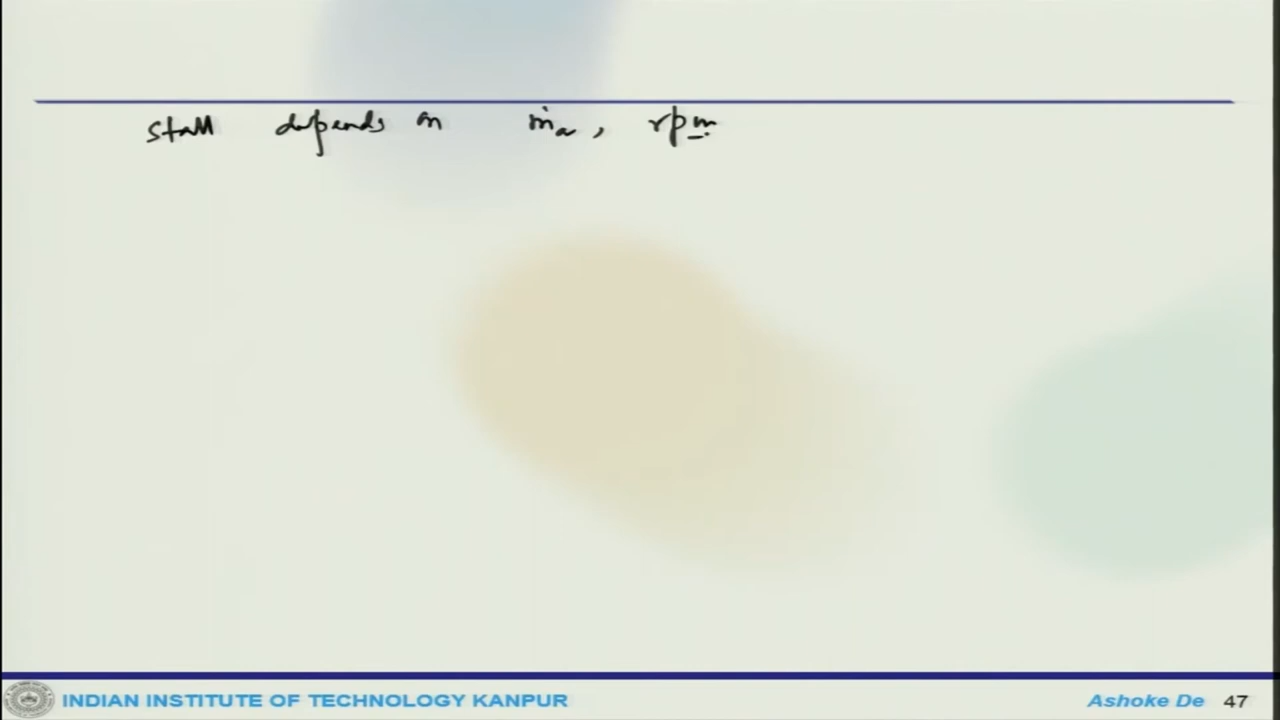 stall depends on ṁa, rpm
INDIAN INSTITUTE OF TECHNOLOGY KANPUR
Ashoke De 47